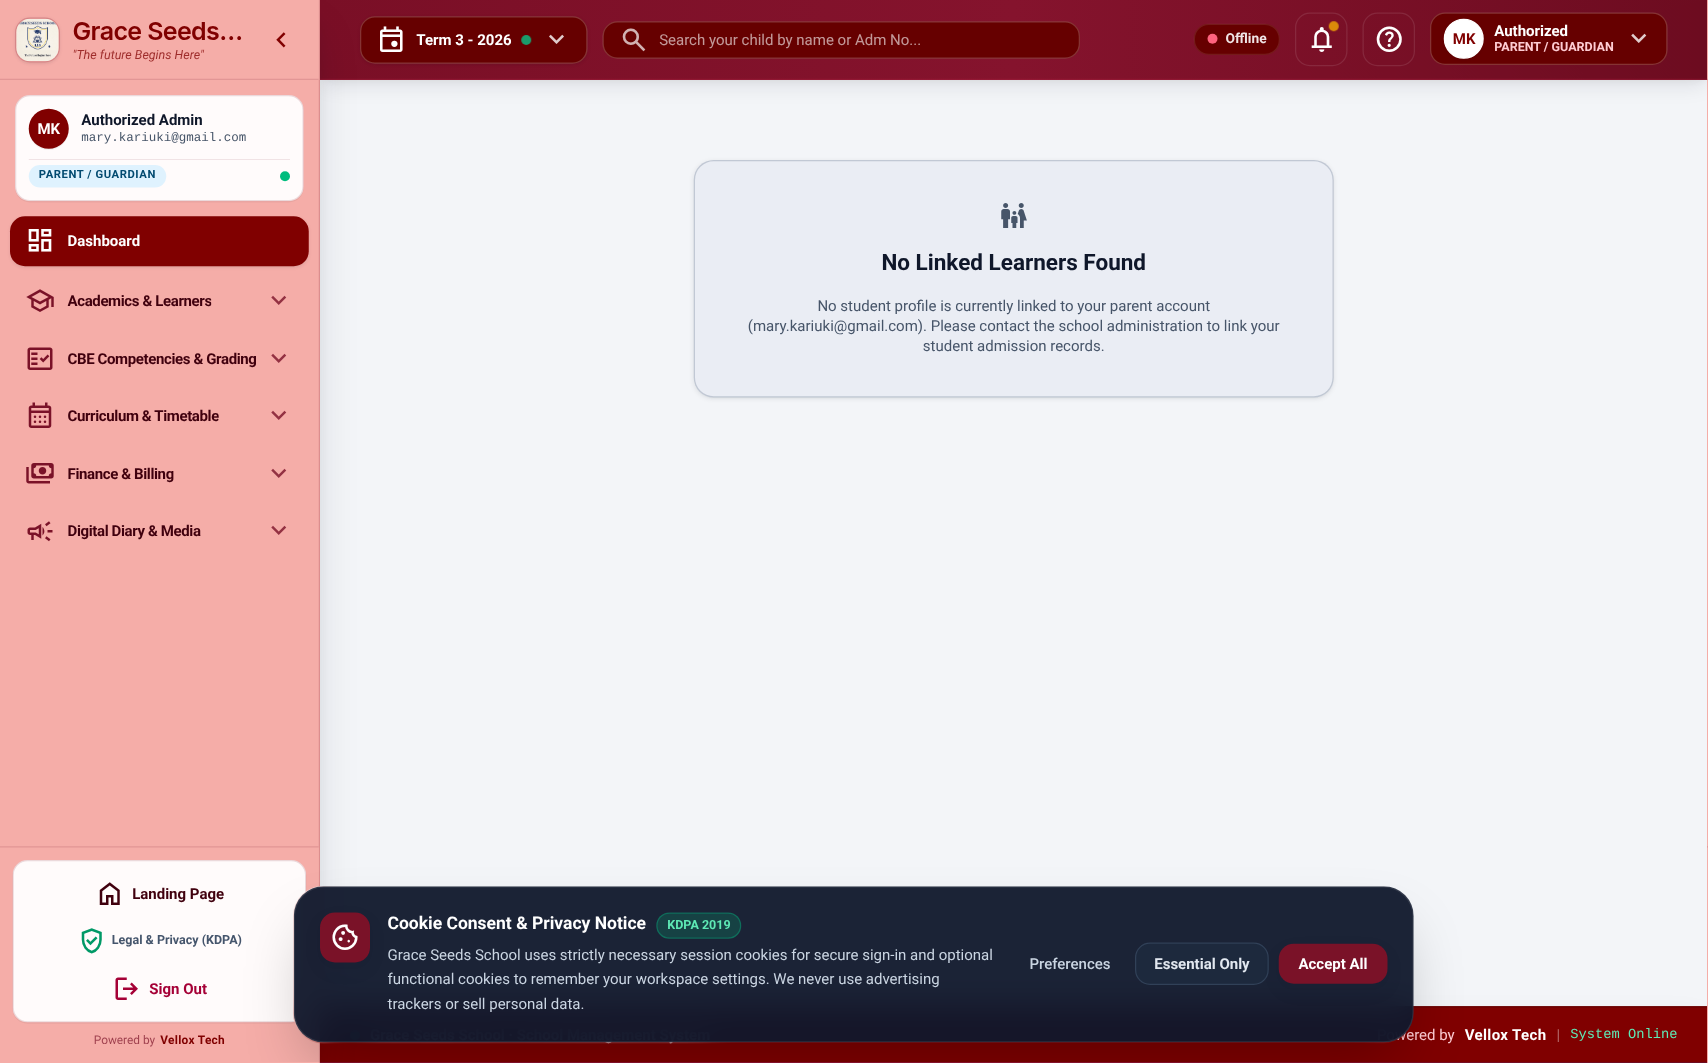 Grace Seeds...
"The future Begins Here"
Term 3 - 2026
Search your child by name or Adm No...
Offline
MK
Authorized
PARENT / GUARDIAN
MK
Authorized Admin
mary.kariuki@gmail.com
PARENT / GUARDIAN
Dashboard
Academics & Learners
CBE Competencies & Grading
Curriculum & Timetable
Finance & Billing
Digital Diary & Media
No Linked Learners Found
No student profile is currently linked to your parent account
(mary.kariuki@gmail.com). Please contact the school administration to link your
student admission records.
Landing Page
Legal & Privacy (KDPA)
Sign Out
Powered by Vellox Tech
Cookie Consent & Privacy Notice
KDPA 2019
Grace Seeds School uses strictly necessary session cookies for secure sign-in and optional
functional cookies to remember your workspace settings. We never use advertising
trackers or sell personal data.
Preferences
Essential Only
Accept All
Vellox Tech | System Online